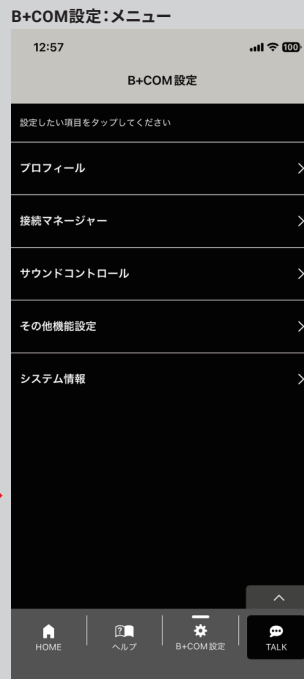 B+COM設定：メニュー
12:57
100
B+COM設定
設定したい項目をタップしてください
プロフィール
接続マネージャー
サウンドコントロール
その他機能設定
システム情報
HOME
ヘルプ
B+COM設定
TALK